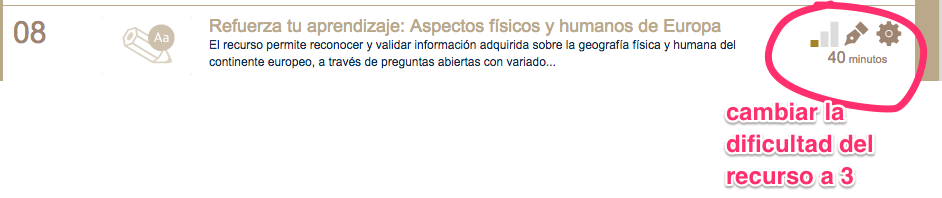 08
Aa
Refuerza tu aprendizaje: Aspectos físicos y humanos de Europa
El recurso permite reconocer y validar información adquirida sobre la geografía física y humana del
continente europeo, a través de preguntas abiertas con variado...
40 minutos
cambiar la
dificultad del
recurso a 3